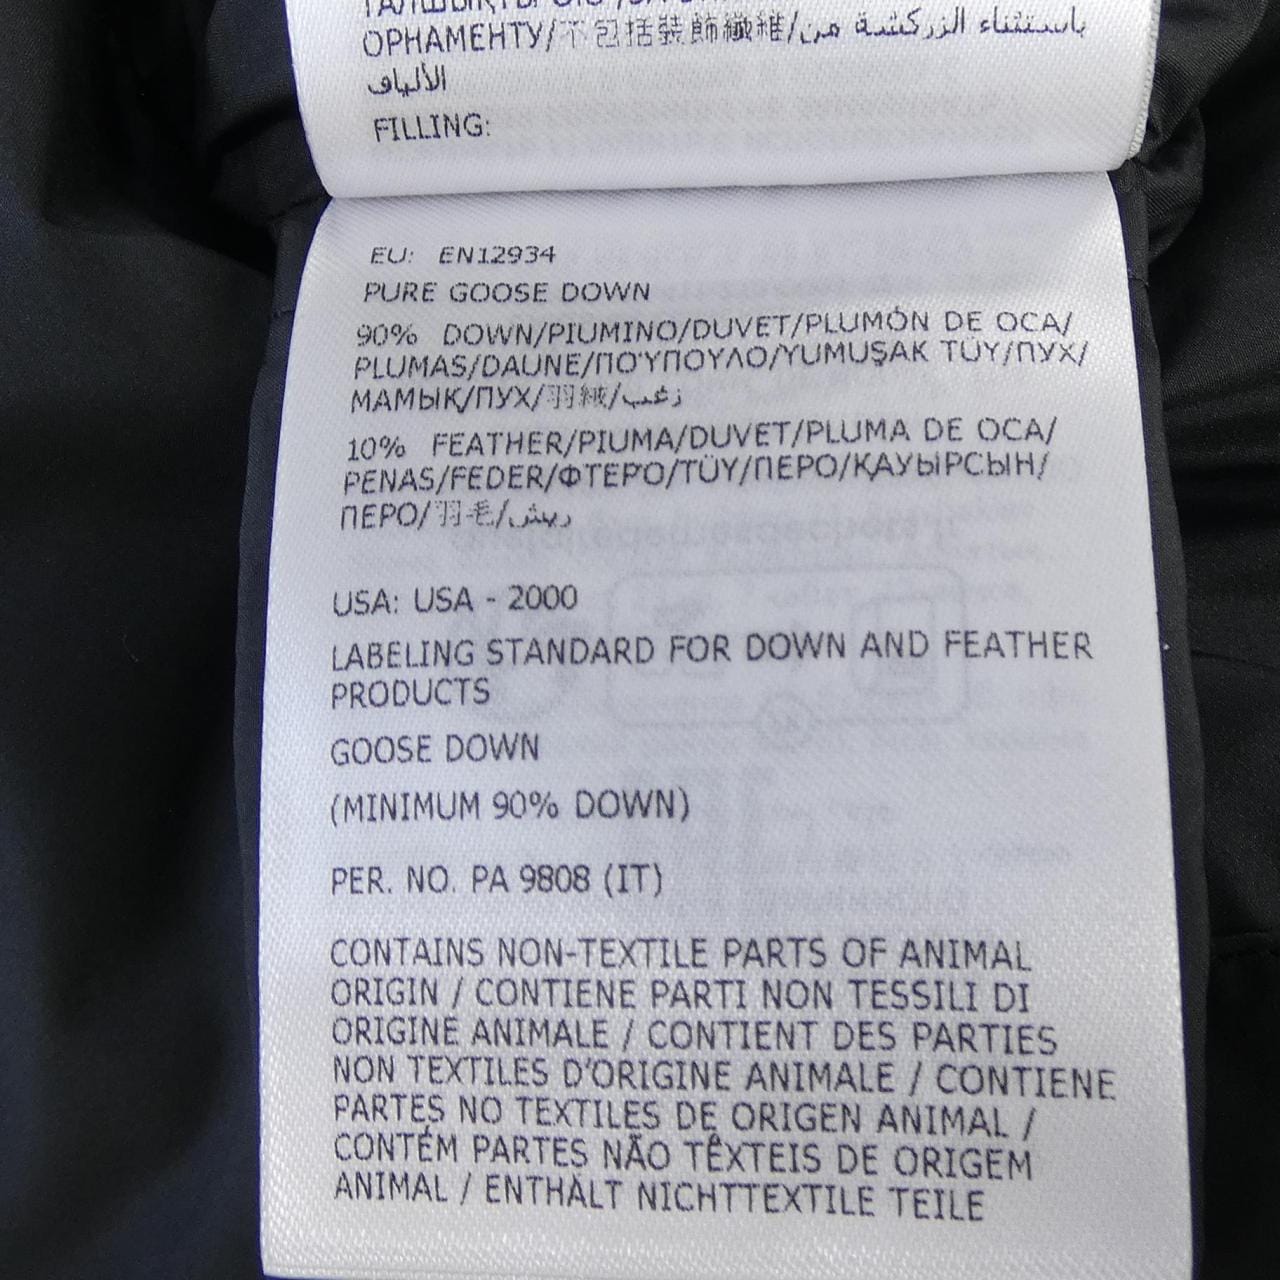 ОРНАМЕНТУ/不包括裝飾纖維/باستثناء الزركشة من
الألياف
FILLING:
EU: EN12934
PURE GOOSE DOWN
90% DOWN/PIUMINO/DUVET/PLUMÓN DE OCA/
PLUMAS/DAUNE/ΠΟΎΠΟΥΛΟ/YUMUŞAK TÜY/ПУХ/
МАМЫҚ/ПУХ/羽絨/زغب
10% FEATHER/PIUMA/DUVET/PLUMA DE OCA/
PENAS/FEDER/ΦΤΕΡΌ/TÜY/ПЕРО/ҚАУЫРСЫН/
ПЕРО/羽毛/ريش
USA: USA - 2000
LABELING STANDARD FOR DOWN AND FEATHER
PRODUCTS
GOOSE DOWN
(MINIMUM 90% DOWN)
PER. NO. PA 9808 (IT)
CONTAINS NON-TEXTILE PARTS OF ANIMAL
ORIGIN / CONTIENE PARTI NON TESSILI DI
ORIGINE ANIMALE / CONTIENT DES PARTIES
NON TEXTILES D'ORIGINE ANIMALE / CONTIENE
PARTES NO TEXTILES DE ORIGEN ANIMAL /
CONTÉM PARTES NÃO TÊXTEIS DE ORIGEM
ANIMAL / ENTHÄLT NICHTTEXTILE TEILE